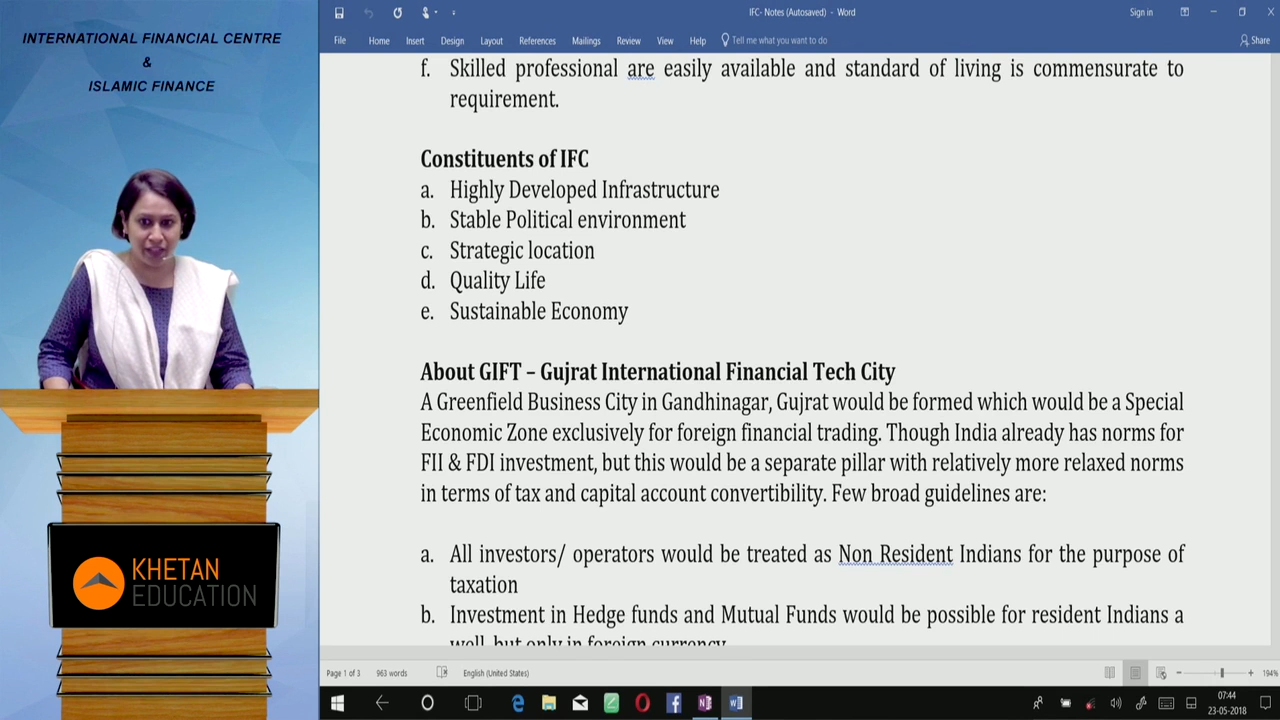 INTERNATIONAL FINANCIAL CENTRE
&
ISLAMIC FINANCE
KHETAN
EDUCATION
IFC- Notes (Autosaved) - Word
Sign in
File Home Insert Design Layout References Mailings Review View Help Tell me what you want to do
Share
f. Skilled professional are easily available and standard of living is commensurate to
requirement.
Constituents of IFC
a. Highly Developed Infrastructure
b. Stable Political environment
c. Strategic location
d. Quality Life
e. Sustainable Economy
About GIFT – Gujrat International Financial Tech City
A Greenfield Business City in Gandhinagar, Gujrat would be formed which would be a Special
Economic Zone exclusively for foreign financial trading. Though India already has norms for
FII & FDI investment, but this would be a separate pillar with relatively more relaxed norms
in terms of tax and capital account convertibility. Few broad guidelines are:
a. All investors/ operators would be treated as Non Resident Indians for the purpose of
taxation
b. Investment in Hedge funds and Mutual Funds would be possible for resident Indians a
well, but only in foreign currency
Page 1 of 3 963 words English (United States)
194%
07:44
23-05-2018